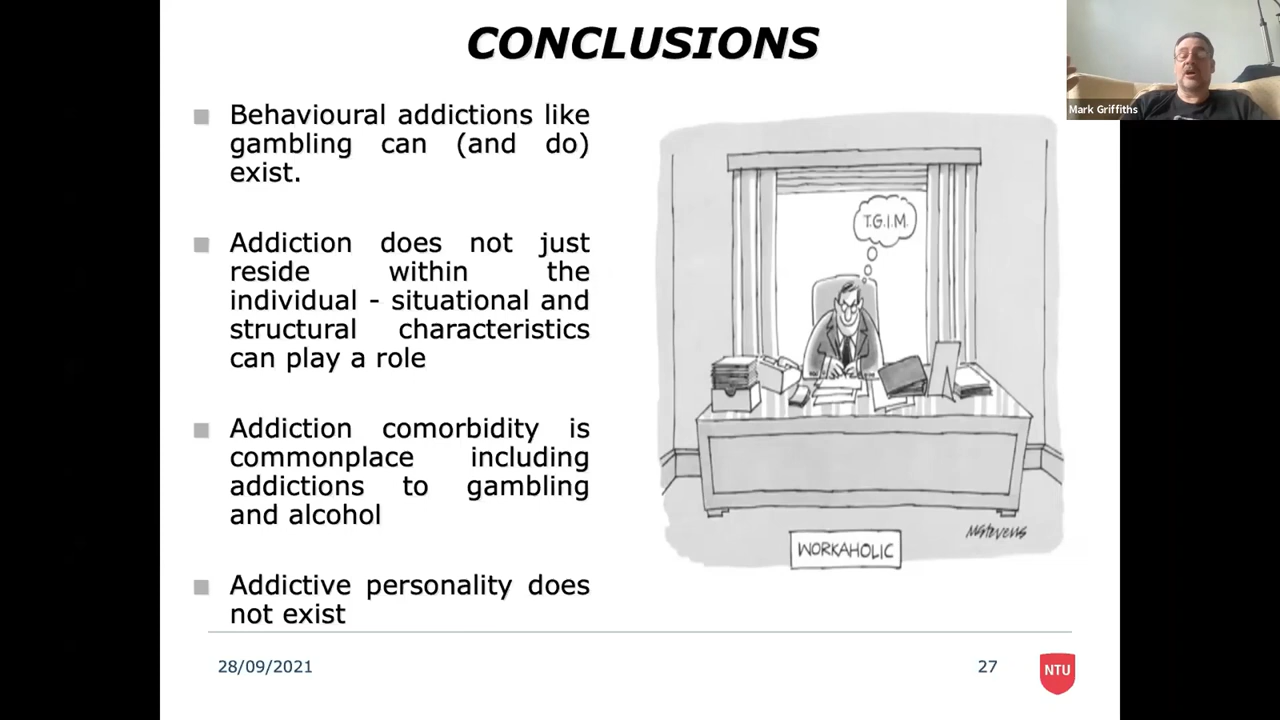 CONCLUSIONS
Mark Griffiths
Behavioural addictions like
gambling can (and do)
exist.
Addiction does not just
reside within the
individual - situational and
structural characteristics
can play a role
Addiction comorbidity is
commonplace including
addictions to gambling
and alcohol
Addictive personality does
not exist
T.G.I.M.
MStevens
WORKAHOLIC
28/09/2021
27
NTU